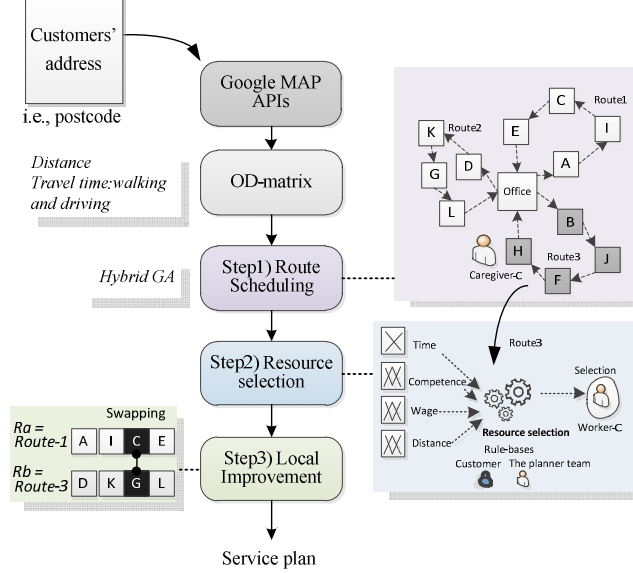 Customers'
address
i.e., postcode
Google MAP
APIs
Distance
Travel time:walking
and driving
OD-matrix
Hybrid GA
Step1) Route
Scheduling
C
Route1
K
Route2
E
I
G
D
A
Office
L
B
H
J
Caregiver-C
Route3
F
Step2) Resource
selection
Route3
Time
Selection
Competence
Wage
Worker-C
Distance
Resource selection
Rule-bases
Customer
The planner team
Swapping
Ra =
Route-1
A I C E
Rb =
Route-3
D K G L
Step3) Local
Improvement
Service plan